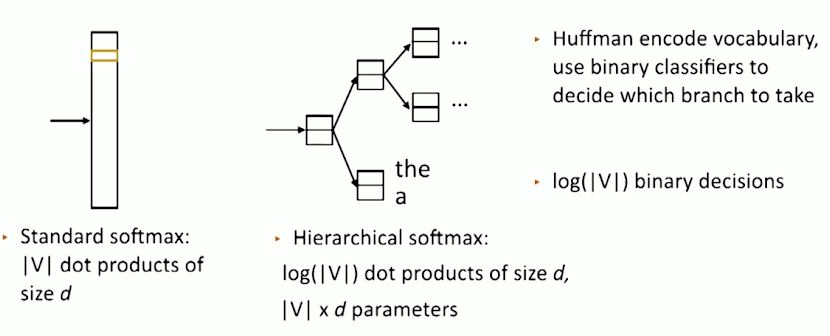 ...
...
the
a
Huffman encode vocabulary,
use binary classifiers to
decide which branch to take
log(|V|) binary decisions
Standard softmax:
|V| dot products of
size d
Hierarchical softmax:
log(|V|) dot products of size d,
|V| x d parameters